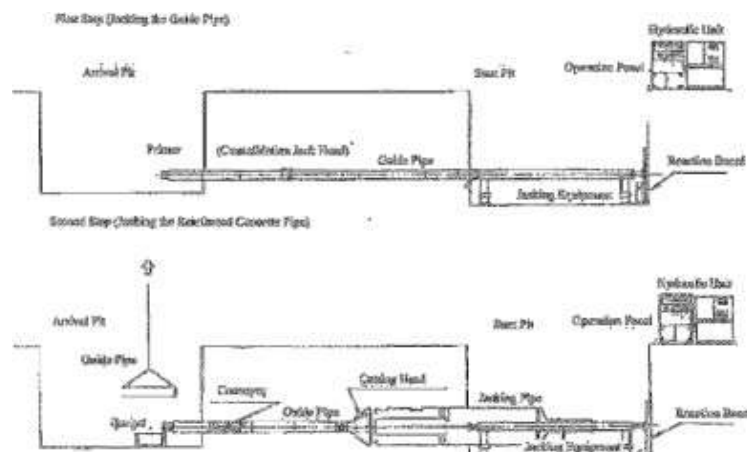 First Step (Jacking the Guide Pipe)
Hydraulic Unit
Arrival Pit
Start Pit
Operation Panel
Primer
(Consolidation Jack Head)
Guide Pipe
Reaction Board
Jacking Equipment
Second Step (Jacking the Reinforced Concrete Pipe)
Hydraulic Unit
Arrival Pit
Start Pit
Operation Panel
Guide Pipe
Conveyor
Guide Pipe
Jacking Pipe
Reaction Board
Jacking Equipment